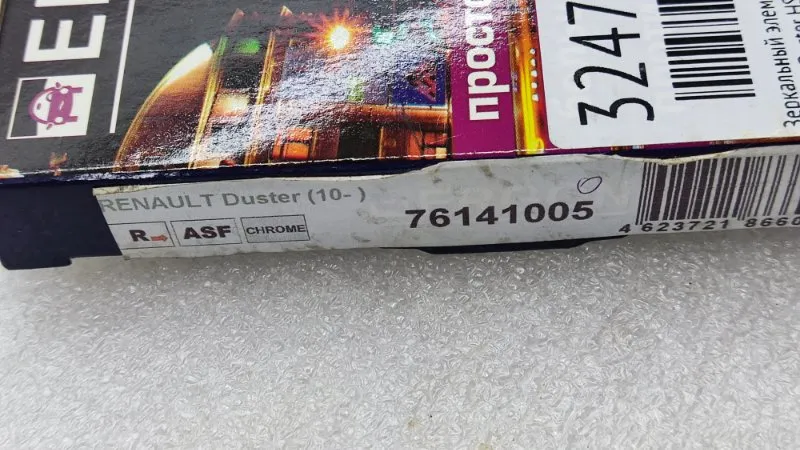 просто
3247
Зеркальный элем
RENAULT Duster (10- )
R ASF CHROME
76141005
4 623721 8660